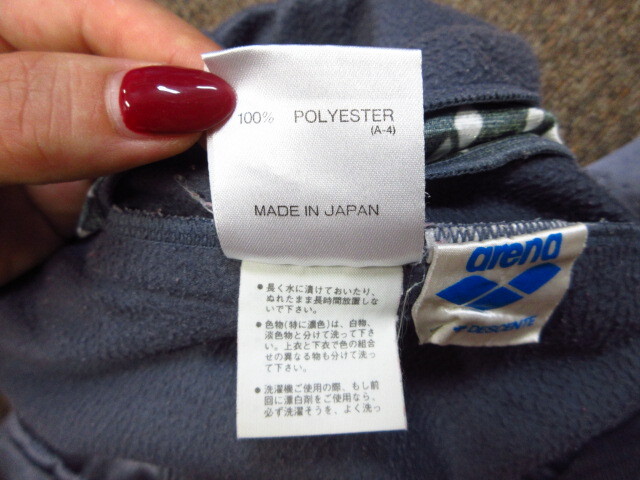 100% POLYESTER
(A-4)
MADE IN JAPAN
arena
DESCENTE
●長く水に漬けておいたり、
ぬれたまま長時間放置しな
いで下さい。
●色物(特に濃色)は、白物、
淡色物と分けて洗って下さ
い。上衣と下衣で色の組合
せの異なる物も分けて洗っ
て下さい。
●洗濯機ご使用の際、もし前
回に漂白剤をご使用なら、
必ず洗濯そうを、よく洗っ